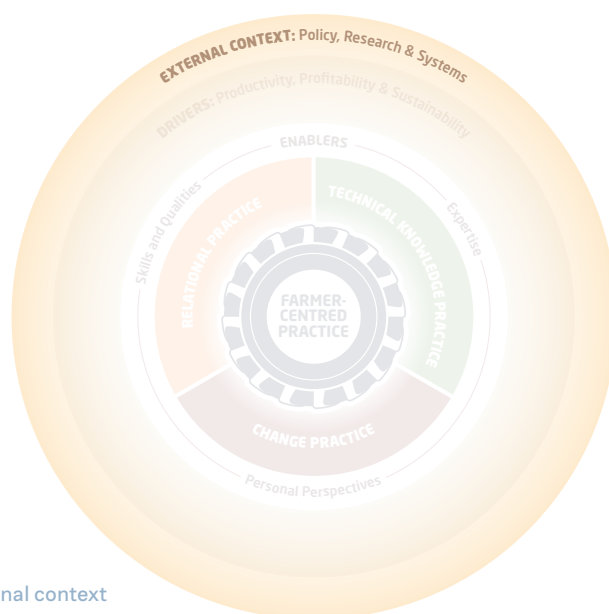 EXTERNAL CONTEXT: Policy, Research & Systems
DRIVERS: Productivity, Profitability & Sustainability
ENABLERS
Skills and Qualities
Expertise
RELATIONAL PRACTICE
TECHNICAL KNOWLEDGE PRACTICE
FARMER-
CENTRED
PRACTICE
CHANGE PRACTICE
Personal Perspectives
nal context